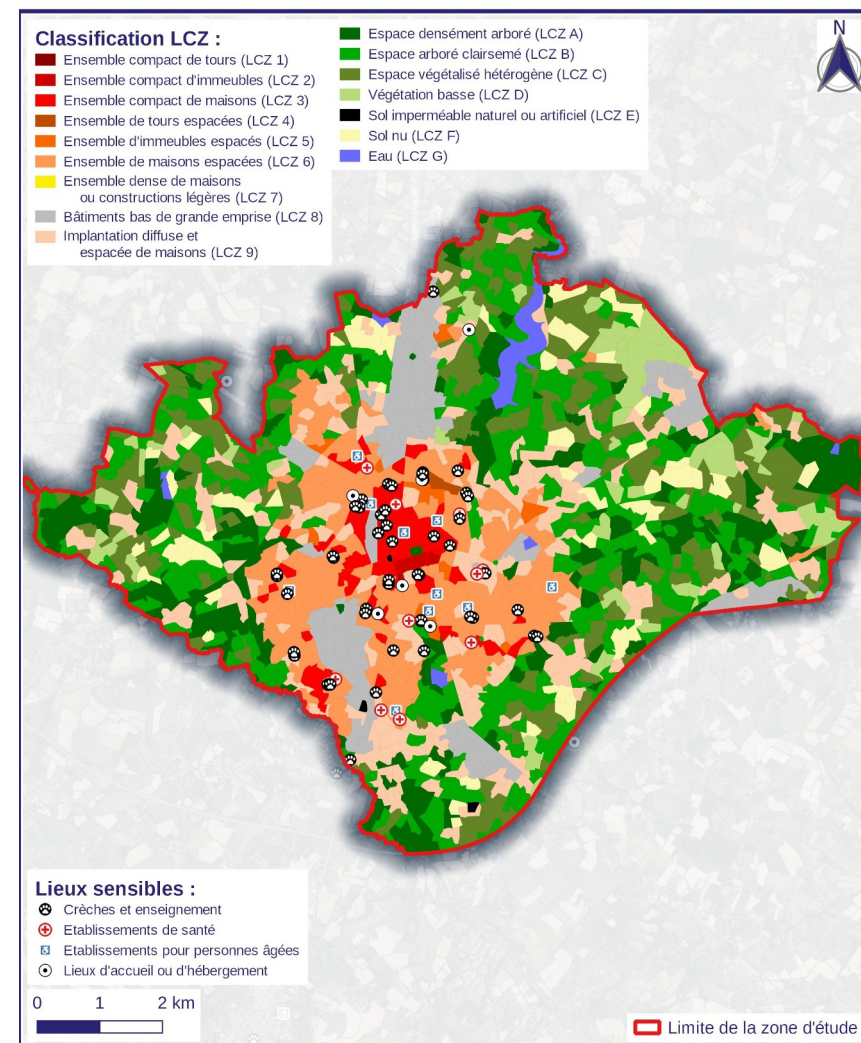 Classification LCZ :
Ensemble compact de tours (LCZ 1)
Ensemble compact d'immeubles (LCZ 2)
Ensemble compact de maisons (LCZ 3)
Ensemble de tours espacées (LCZ 4)
Ensemble d'immeubles espacés (LCZ 5)
Ensemble de maisons espacées (LCZ 6)
Ensemble dense de maisons
ou constructions légères (LCZ 7)
Bâtiments bas de grande emprise (LCZ 8)
Implantation diffuse et
espacée de maisons (LCZ 9)
Espace densément arboré (LCZ A)
Espace arboré clairsemé (LCZ B)
Espace végétalisé hétérogène (LCZ C)
Végétation basse (LCZ D)
Sol imperméable naturel ou artificiel (LCZ E)
Sol nu (LCZ F)
Eau (LCZ G)
N
Lieux sensibles :
Crèches et enseignement
Etablissements de santé
Etablissements pour personnes âgées
Lieux d'accueil ou d'hébergement
0 1 2 km
Limite de la zone d'étude